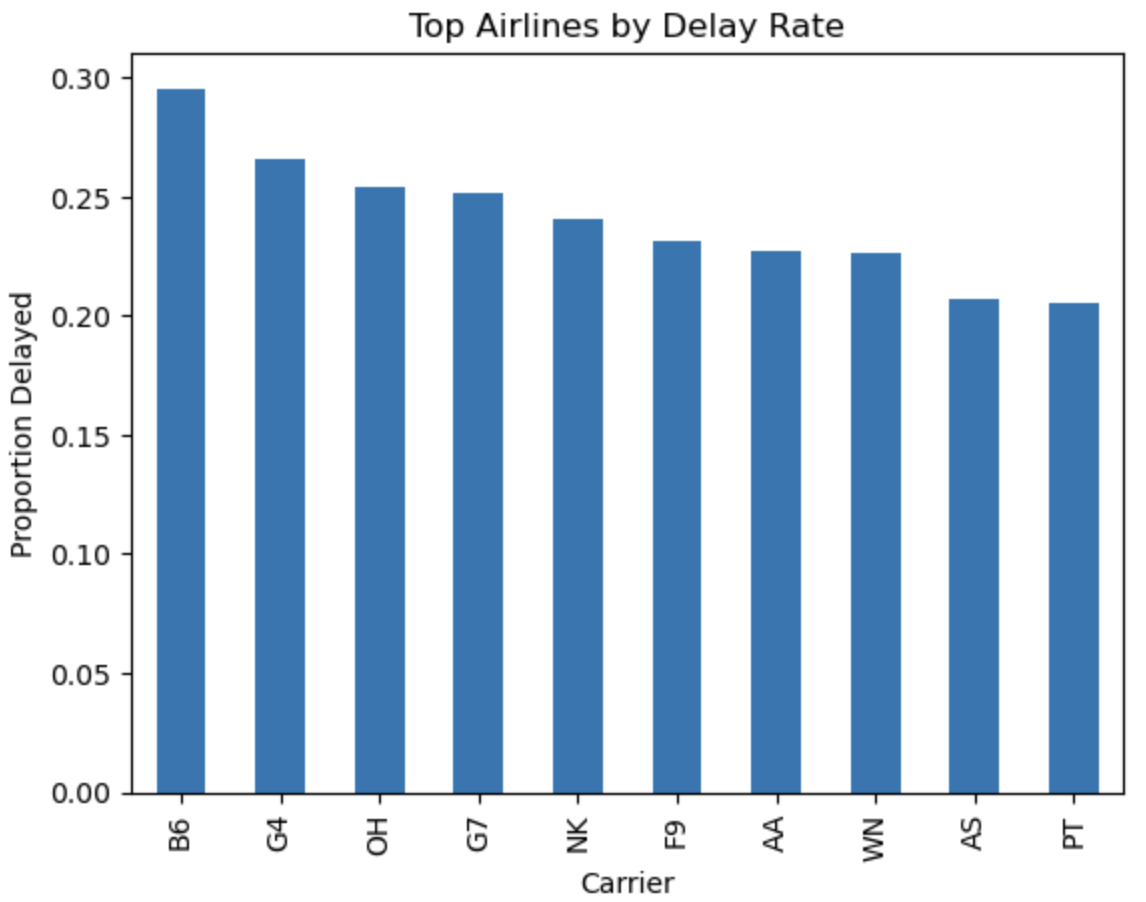 Top Airlines by Delay Rate
0.30
0.25
0.20
0.15
0.10
0.05
0.00
Proportion Delayed
B6 G4 OH G7 NK F9 AA WN AS PT
Carrier